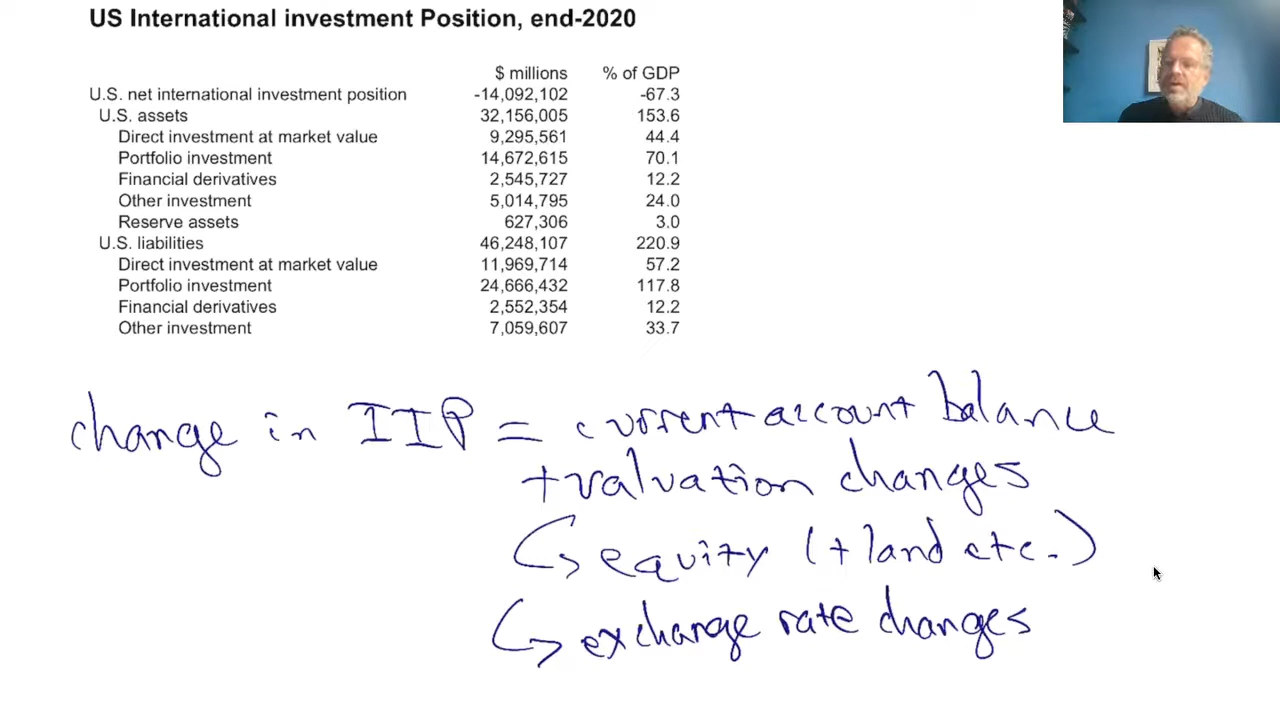 US International investment Position, end-2020
$ millions % of GDP
U.S. net international investment position -14,092,102 -67.3
U.S. assets 32,156,005 153.6
Direct investment at market value 9,295,561 44.4
Portfolio investment 14,672,615 70.1
Financial derivatives 2,545,727 12.2
Other investment 5,014,795 24.0
Reserve assets 627,306 3.0
U.S. liabilities 46,248,107 220.9
Direct investment at market value 11,969,714 57.2
Portfolio investment 24,666,432 117.8
Financial derivatives 2,552,354 12.2
Other investment 7,059,607 33.7
change in IIP = current account balance
+ valuation changes
↳ equity (+ land etc.)
↳ exchange rate changes